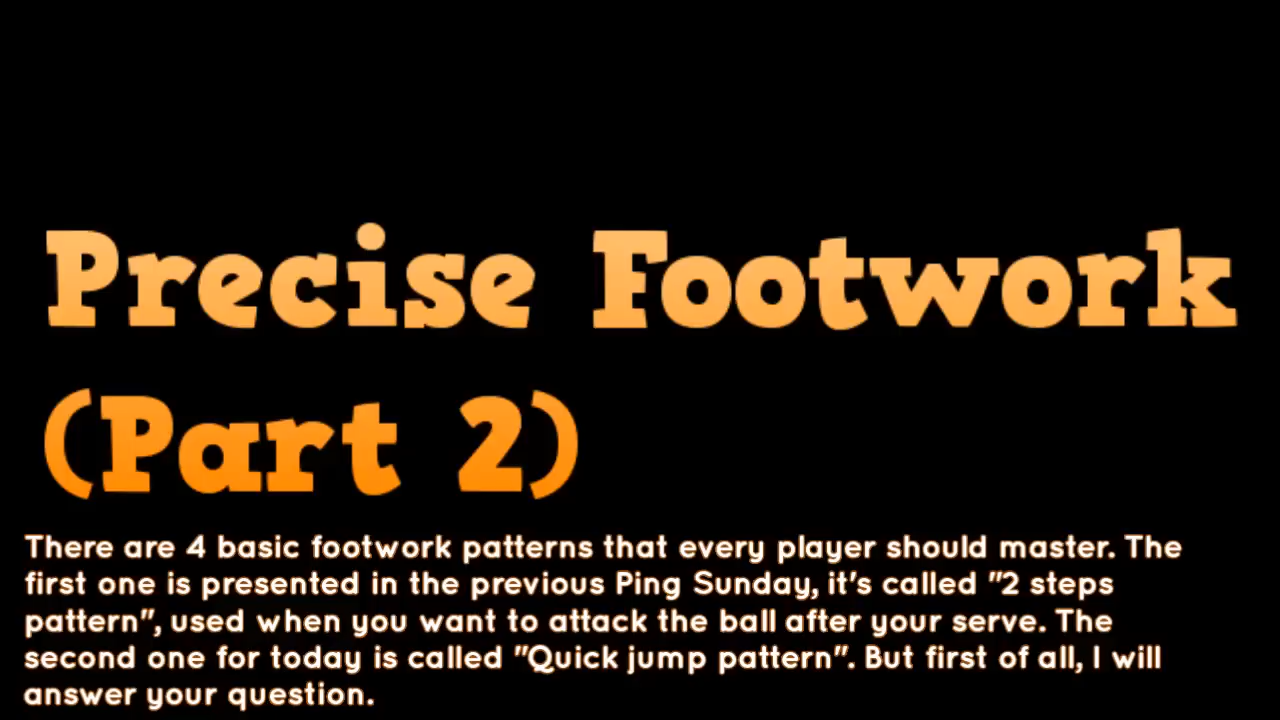 Precise Footwork
(Part 2)
There are 4 basic footwork patterns that every player should master. The
first one is presented in the previous Ping Sunday, it's called "2 steps
pattern", used when you want to attack the ball after your serve. The
second one for today is called "Quick jump pattern". But first of all, I will
answer your question.